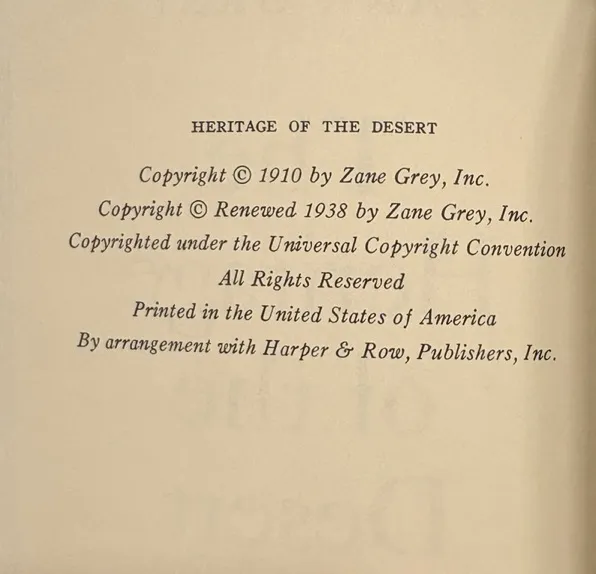 HERITAGE OF THE DESERT
Copyright © 1910 by Zane Grey, Inc.
Copyright © Renewed 1938 by Zane Grey, Inc.
Copyrighted under the Universal Copyright Convention
All Rights Reserved
Printed in the United States of America
By arrangement with Harper & Row, Publishers, Inc.